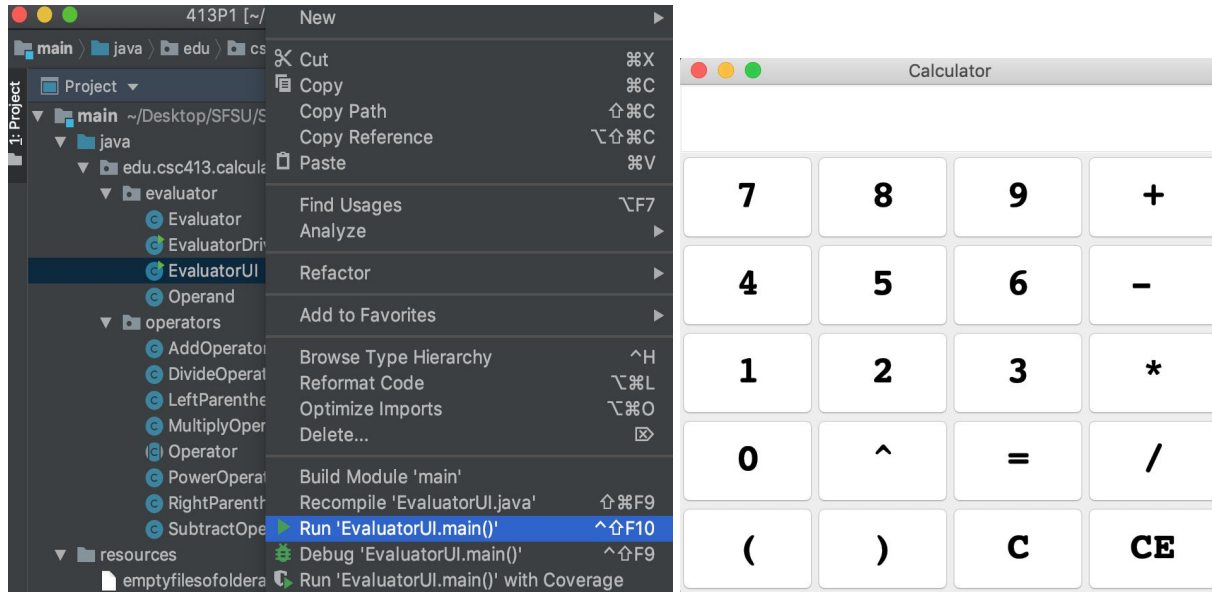 413P1 [~/
main java edu cs
Project
1: Project
main ~/Desktop/SFSU/S
java
edu.csc413.calcula
evaluator
Evaluator
EvaluatorDri
EvaluatorUI
Operand
operators
AddOperator
DivideOperat
LeftParenthe
MultiplyOper
Operator
PowerOperat
RightParenth
SubtractOpe
resources
emptyfilesofoldera
New
Cut ⌘X
Copy ⌘C
Copy Path ⇧⌘C
Copy Reference ⌥⇧⌘C
Paste ⌘V
Find Usages ⌥F7
Analyze
Refactor
Add to Favorites
Browse Type Hierarchy ^H
Reformat Code ⌥⌘L
Optimize Imports ⌥⌘O
Delete... ⌦
Build Module 'main'
Recompile 'EvaluatorUI.java' ⇧⌘F9
Run 'EvaluatorUI.main()' ^⇧F10
Debug 'EvaluatorUI.main()' ^⇧F9
Run 'EvaluatorUI.main()' with Coverage
Calculator
7 8 9 +
4 5 6 -
1 2 3 *
0 ^ = /
( ) C CE